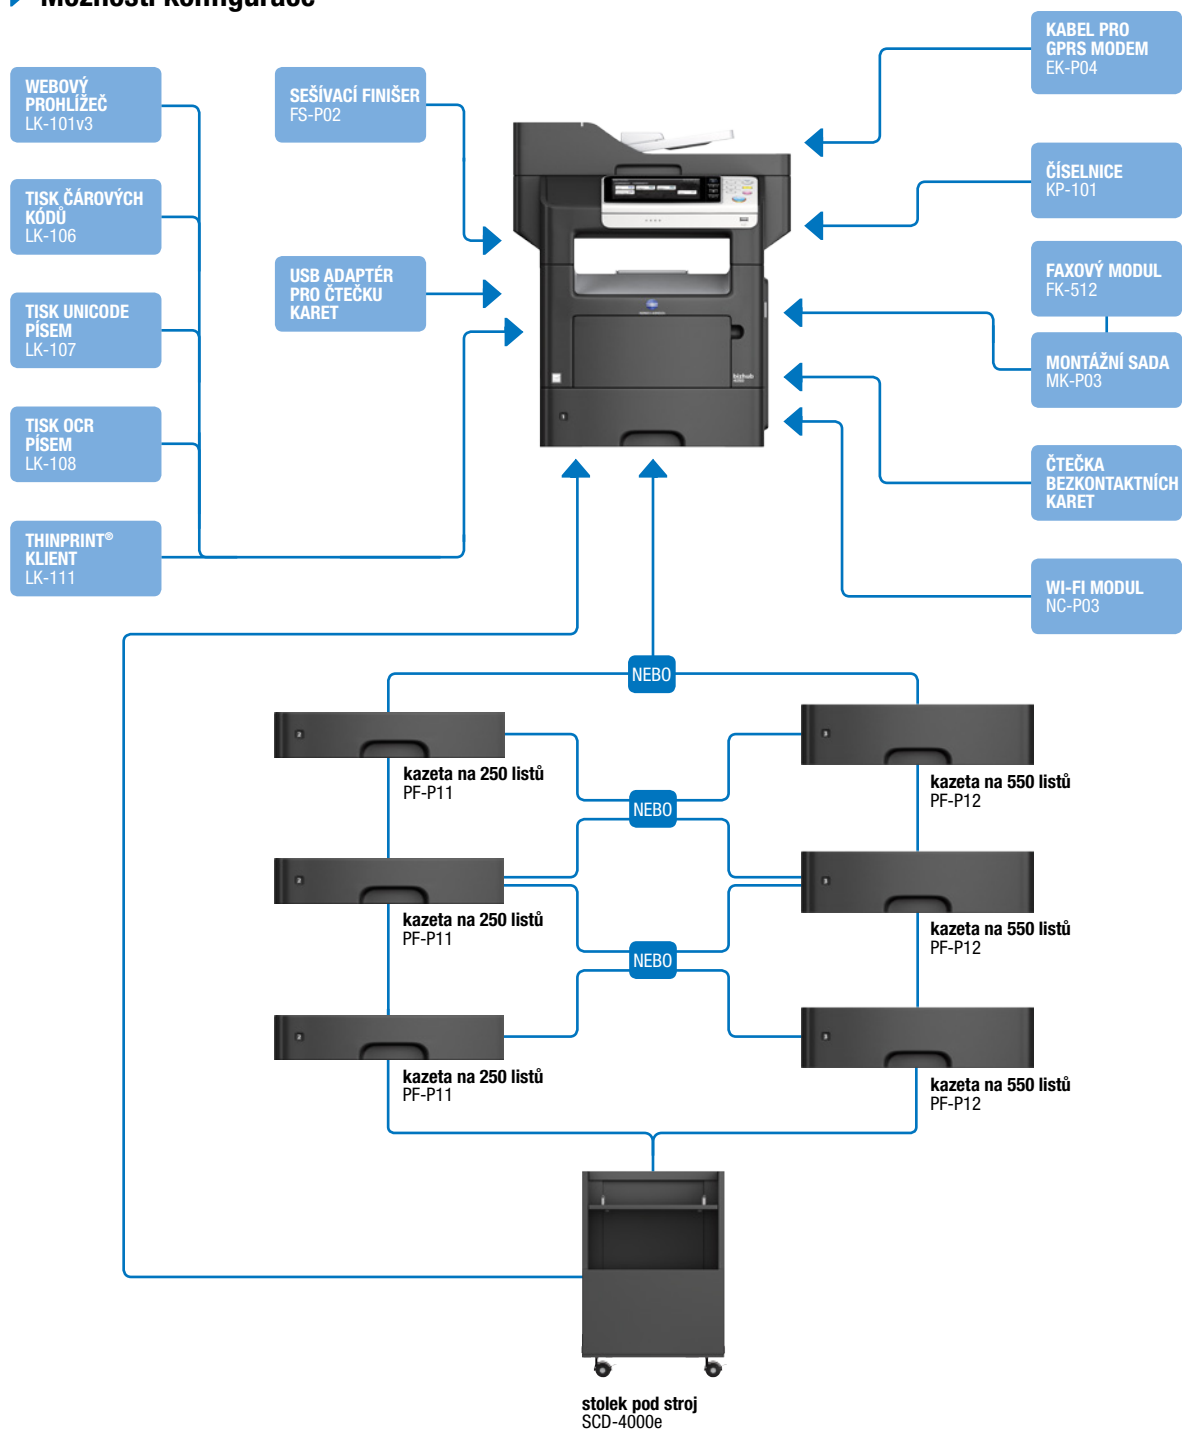 Možnosti konfigurace
KABEL PRO
GPRS MODEM
EK-P04
WEBOVÝ
PROHLÍŽEČ
LK-101v3
SEŠÍVACÍ FINIŠER
FS-P02
TISK ČÁROVÝCH
KÓDŮ
LK-106
ČÍSELNICE
KP-101
USB ADAPTÉR
PRO ČTEČKU
KARET
FAXOVÝ MODUL
FK-512
TISK UNICODE
PÍSEM
LK-107
MONTÁŽNÍ SADA
MK-P03
bizhub
TISK OCR
PÍSEM
LK-108
ČTEČKA
BEZKONTAKTNÍCH
KARET
THINPRINT®
KLIENT
LK-111
WI-FI MODUL
NC-P03
NEBO
kazeta na 250 listů
PF-P11
kazeta na 550 listů
PF-P12
NEBO
kazeta na 250 listů
PF-P11
kazeta na 550 listů
PF-P12
NEBO
kazeta na 250 listů
PF-P11
kazeta na 550 listů
PF-P12
stolek pod stroj
SCD-4000e